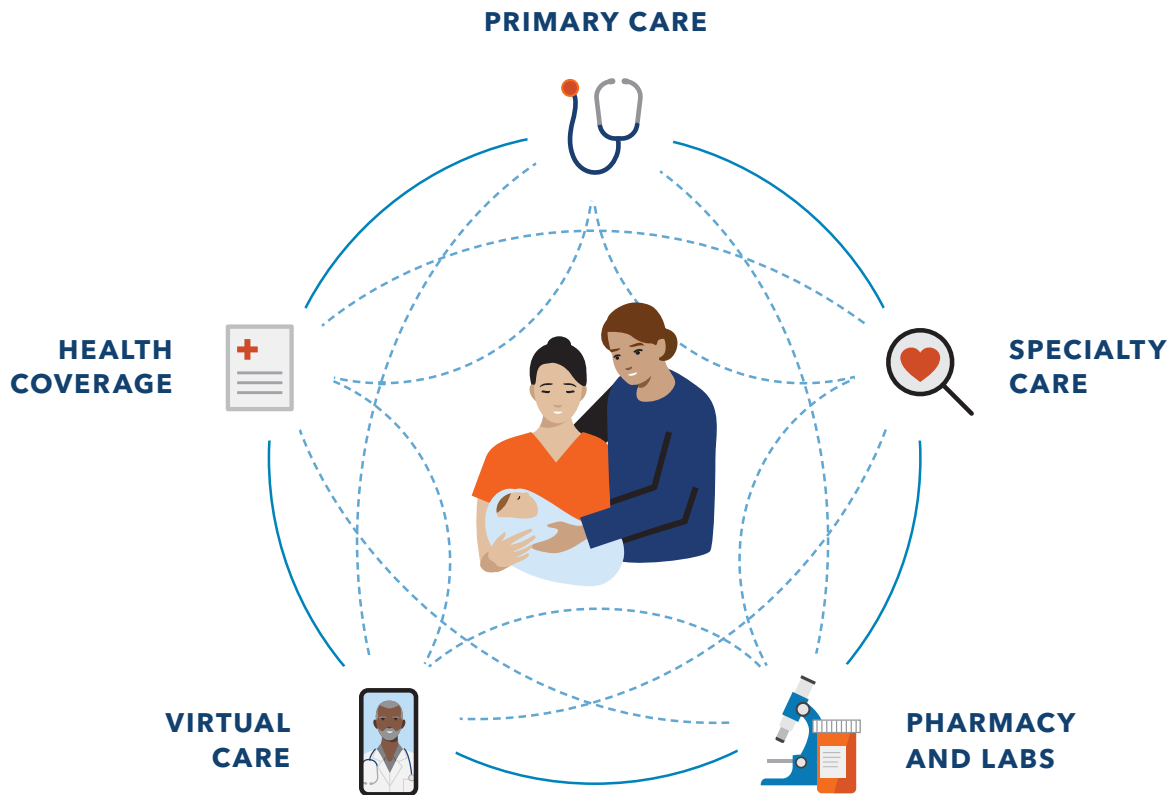 PRIMARY CARE
HEALTH
COVERAGE
SPECIALTY
CARE
VIRTUAL
CARE
PHARMACY
AND LABS